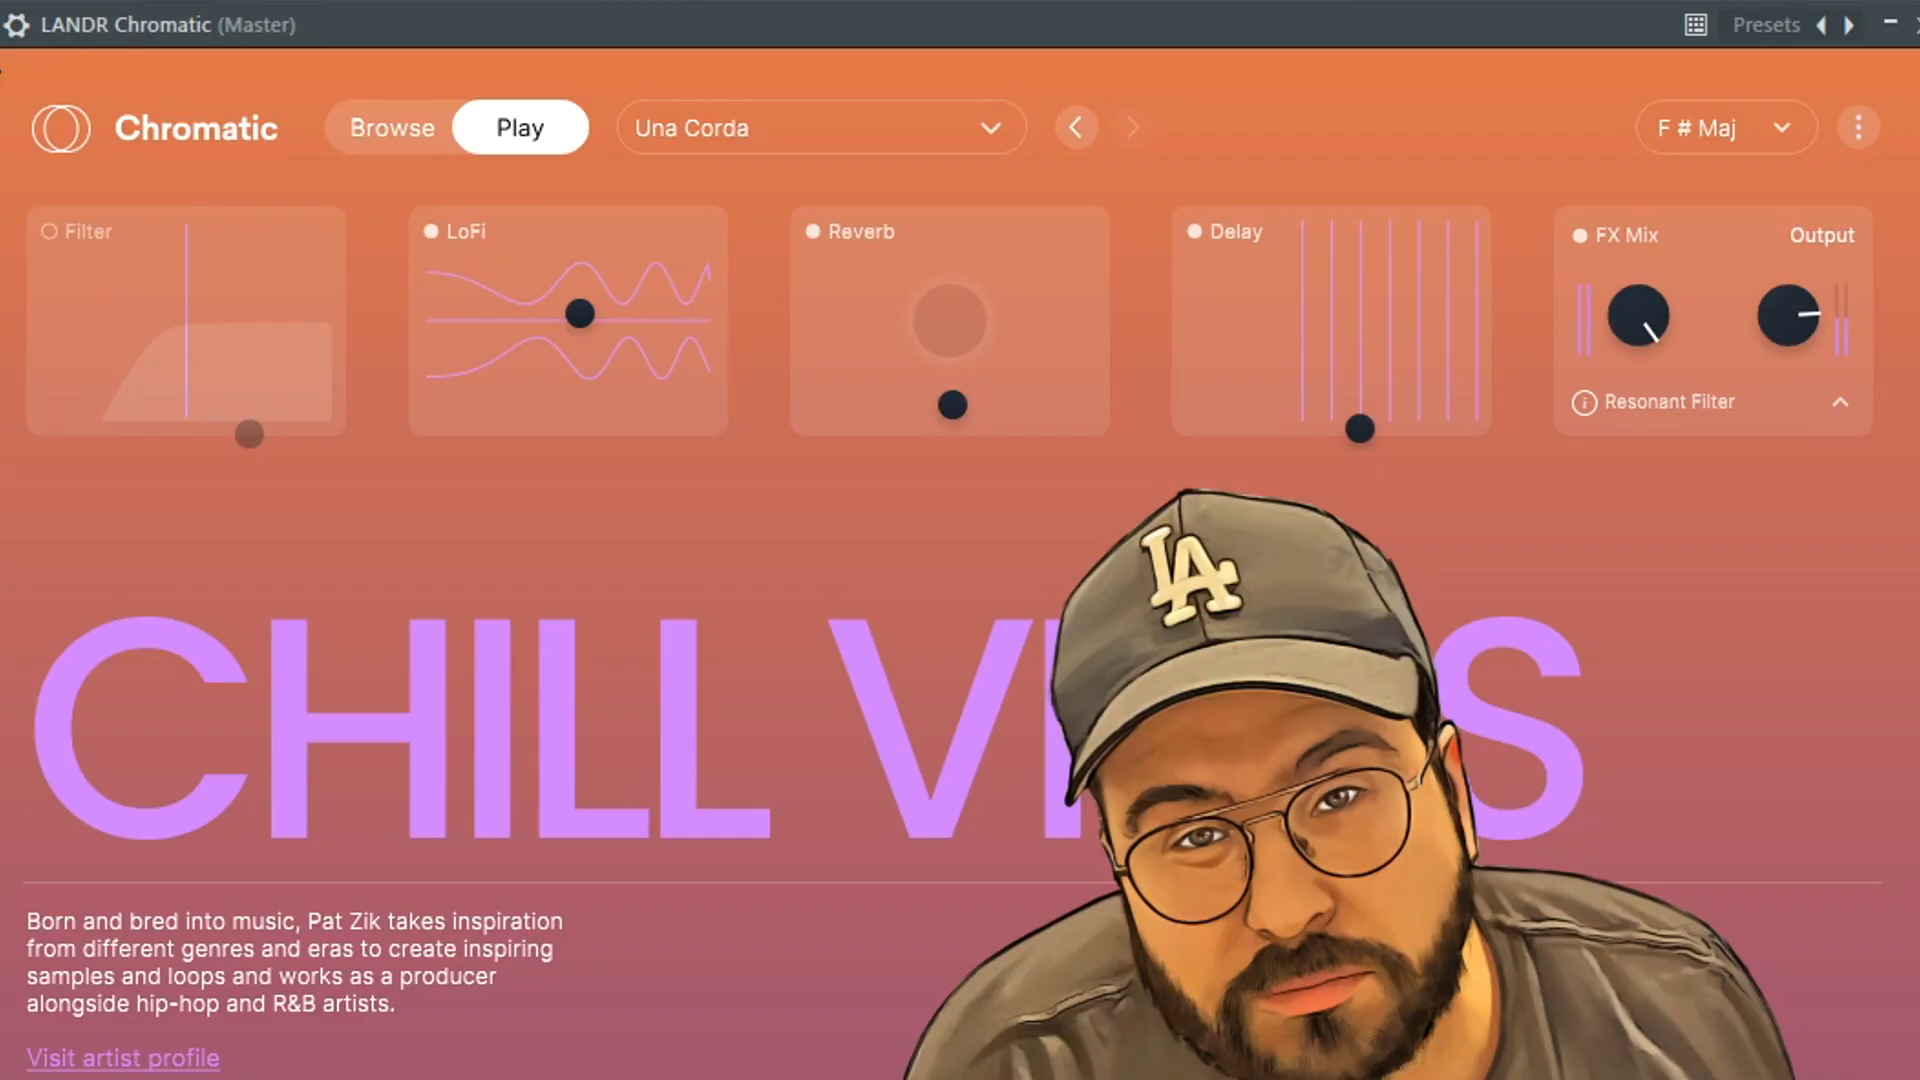 LANDR Chromatic (Master)
Presets
Chromatic
Browse
Play
Una Corda
F # Maj
Filter
LoFi
Reverb
Delay
FX Mix
Output
Resonant Filter
LA
CHILL VI S
Born and bred into music, Pat Zik takes inspiration
from different genres and eras to create inspiring
samples and loops and works as a producer
alongside hip-hop and R&B artists.
Visit artist profile